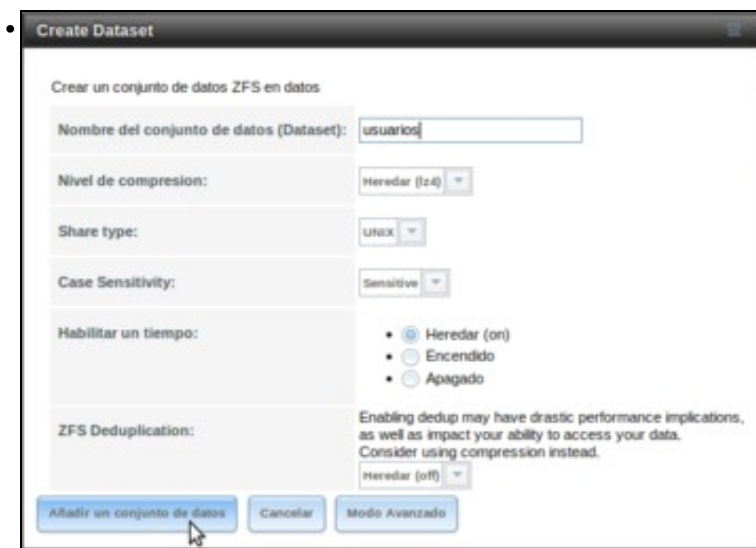 Create Dataset
Crear un conjunto de datos ZFS en datos
Nombre del conjunto de datos (Dataset): usuarios
Nivel de compresion: Heredar (lz4)
Share type: UNIX
Case Sensitivity: Sensitive
Habilitar un tiempo: Heredar (on)
Encendido
Apagado
ZFS Deduplication: Enabling dedup may have drastic performance implications,
as well as impact your ability to access your data.
Consider using compression instead.
Heredar (off)
Añadir un conjunto de datos Cancelar Modo Avanzado